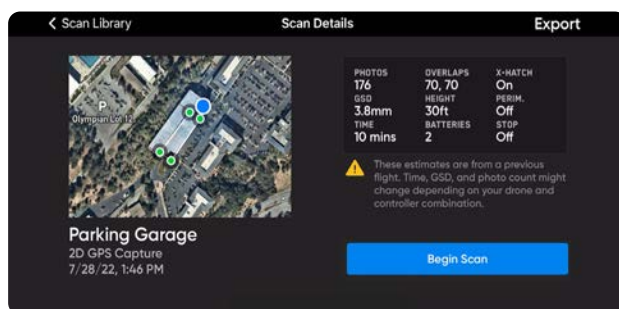 Scan Library
Scan Details
Export
P
Olympian Lot 12
PHOTOS OVERLAPS X-HATCH
176 70, 70 On
GSD HEIGHT PERIM.
3.8mm 30ft Off
TIME BATTERIES STOP
10 mins 2 Off
These estimates are from a previous
flight. Time, GSD, and photo count might
change depending on your drone and
controller combination.
Parking Garage
2D GPS Capture
7/28/22, 1:46 PM
Begin Scan